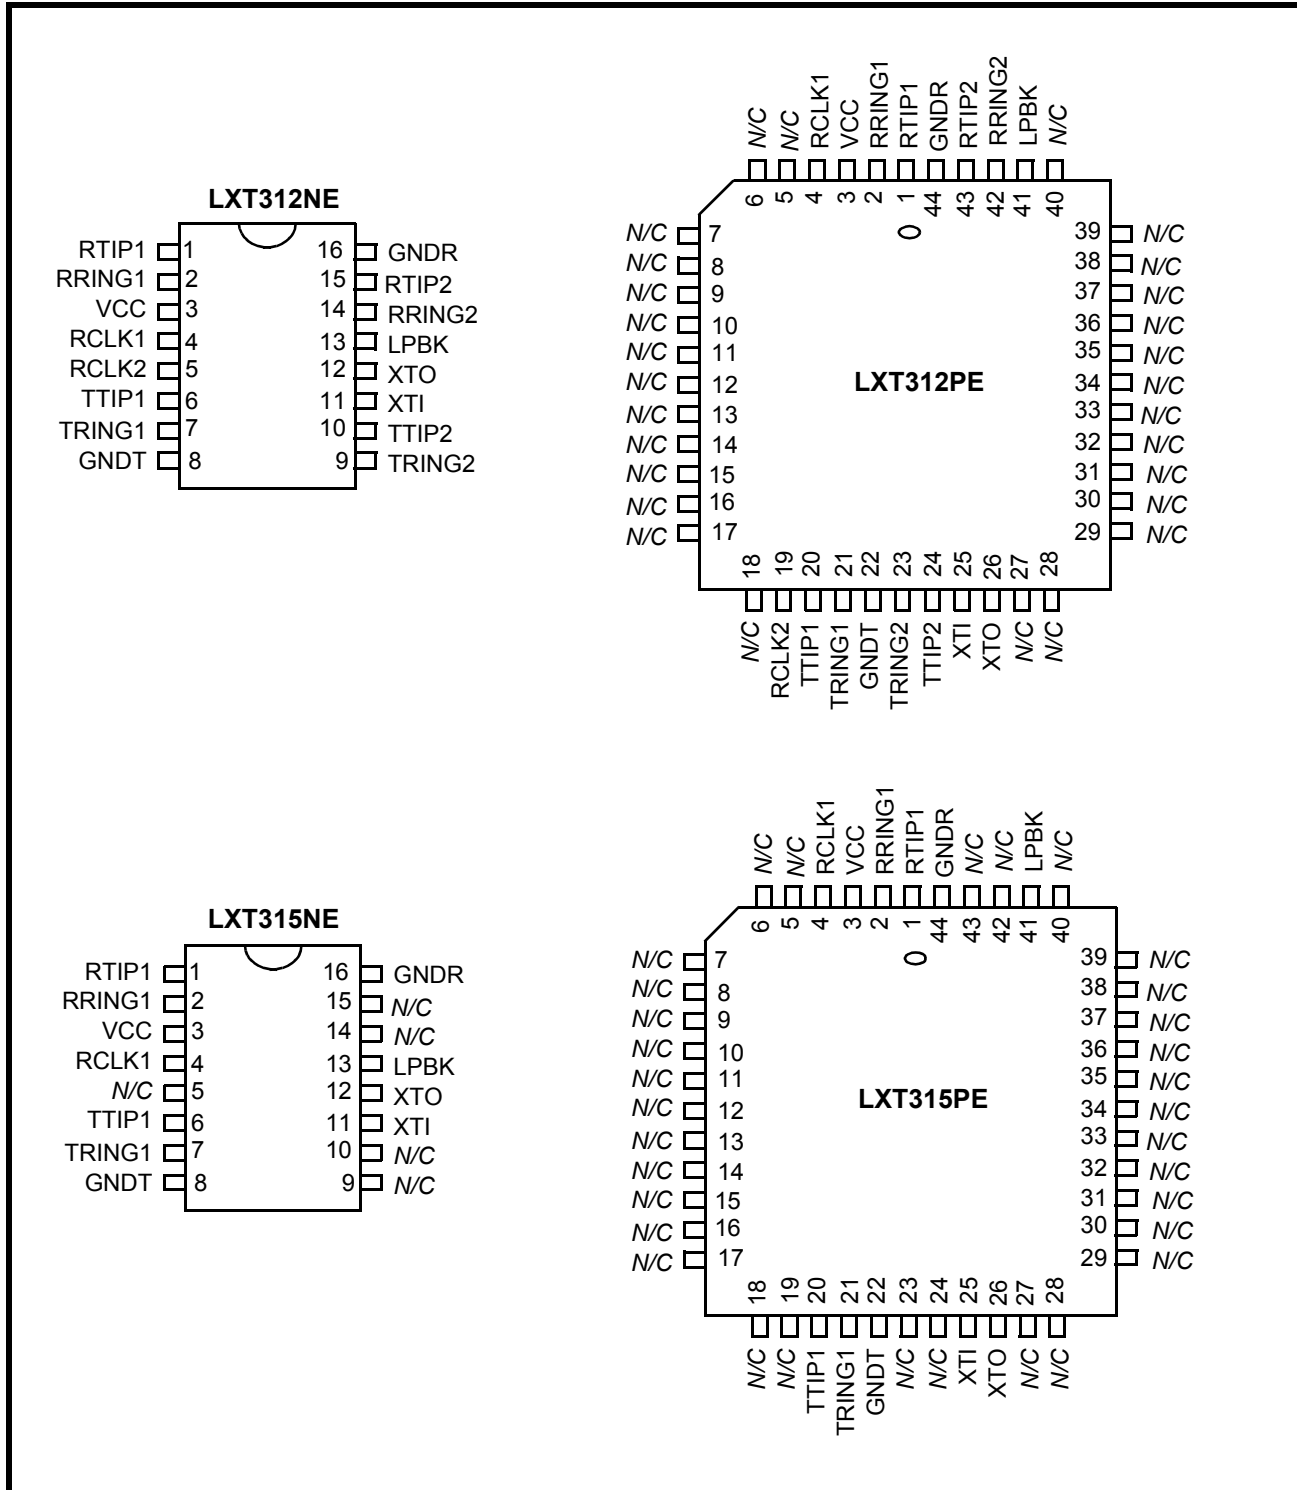 LXT312NE
RTIP1 1 16 GNDR
RRING1 2 15 RTIP2
VCC 3 14 RRING2
RCLK1 4 13 LPBK
RCLK2 5 12 XTO
TTIP1 6 11 XTI
TRING1 7 10 TTIP2
GNDT 8 9 TRING2
N/C N/C RCLK1 VCC RRING1 RTIP1 GNDR RTIP2 RRING2 LPBK N/C
6 5 4 3 2 1 44 43 42 41 40
N/C 7 39 N/C
N/C 8 38 N/C
N/C 9 37 N/C
N/C 10 36 N/C
N/C 11 35 N/C
N/C 12 LXT312PE 34 N/C
N/C 13 33 N/C
N/C 14 32 N/C
N/C 15 31 N/C
N/C 16 30 N/C
N/C 17 29 N/C
18 19 20 21 22 23 24 25 26 27 28
N/C RCLK2 TTIP1 TRING1 GNDT TRING2 TTIP2 XTI XTO N/C N/C
LXT315NE
RTIP1 1 16 GNDR
RRING1 2 15 N/C
VCC 3 14 N/C
RCLK1 4 13 LPBK
N/C 5 12 XTO
TTIP1 6 11 XTI
TRING1 7 10 N/C
GNDT 8 9 N/C
N/C N/C RCLK1 VCC RRING1 RTIP1 GNDR N/C N/C LPBK N/C
6 5 4 3 2 1 44 43 42 41 40
N/C 7 39 N/C
N/C 8 38 N/C
N/C 9 37 N/C
N/C 10 36 N/C
N/C 11 35 N/C
N/C 12 LXT315PE 34 N/C
N/C 13 33 N/C
N/C 14 32 N/C
N/C 15 31 N/C
N/C 16 30 N/C
N/C 17 29 N/C
18 19 20 21 22 23 24 25 26 27 28
N/C N/C TTIP1 TRING1 GNDT N/C N/C XTI XTO N/C N/C